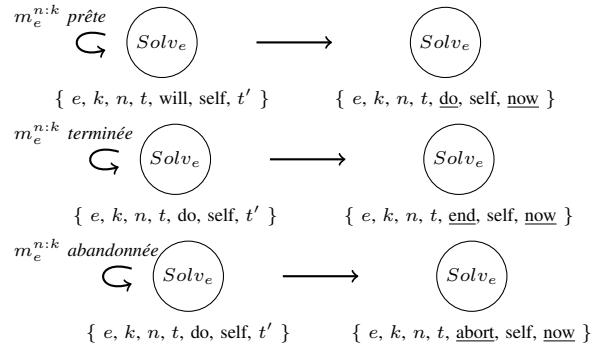 m_e^{n:k} prête
Solv_e Solv_e
{ e, k, n, t, will, self, t′ } { e, k, n, t, do, self, now }
m_e^{n:k} terminée
Solv_e Solv_e
{ e, k, n, t, do, self, t′ } { e, k, n, t, end, self, now }
m_e^{n:k} abandonnée
Solv_e Solv_e
{ e, k, n, t, do, self, t′ } { e, k, n, t, abort, self, now }